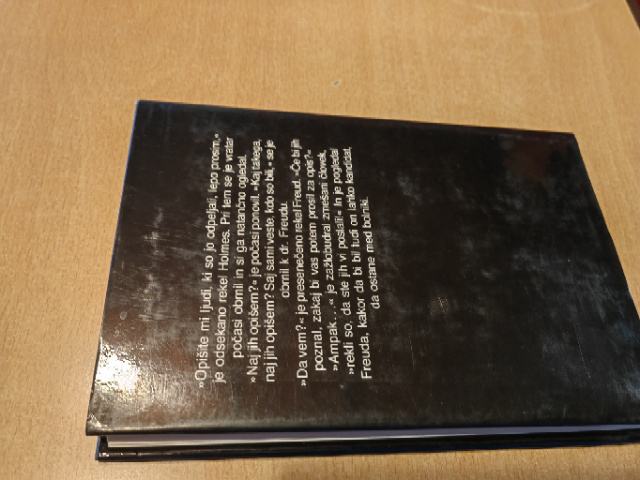 »Opišite mi ljudi, ki so jo odpeljali, lepo prosim,«
je odsekano rekel Holmes. Pri tem se je vratar
počasi obrnil in si ga natančno ogledal.
»Naj jih opišem?« je počasi ponovil. »Kaj takega,
naj jih opišem? Saj sami veste, kdo so bili,« se je
obrnil k dr. Freudu.
»Da vem?« je presenečeno rekel Freud. »Če bi jih
poznal, zakaj bi vas potem prosil za opis?«
»Ampak...« je zažlobudral zmešani človek,
»rekli so, da ste jih vi poslali!« In je pogledal
Freuda, kakor da bi bil tudi on lahko kandidat,
da ostane med bolniki.